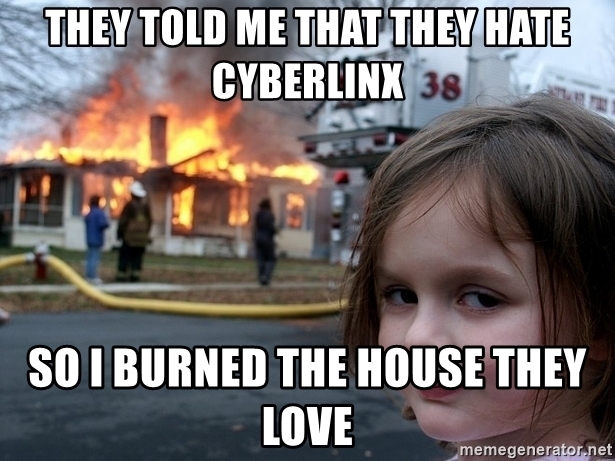 THEY TOLD ME THAT THEY HATE
CYBERLINX
38
SO I BURNED THE HOUSE THEY
LOVE
memegenerator.net